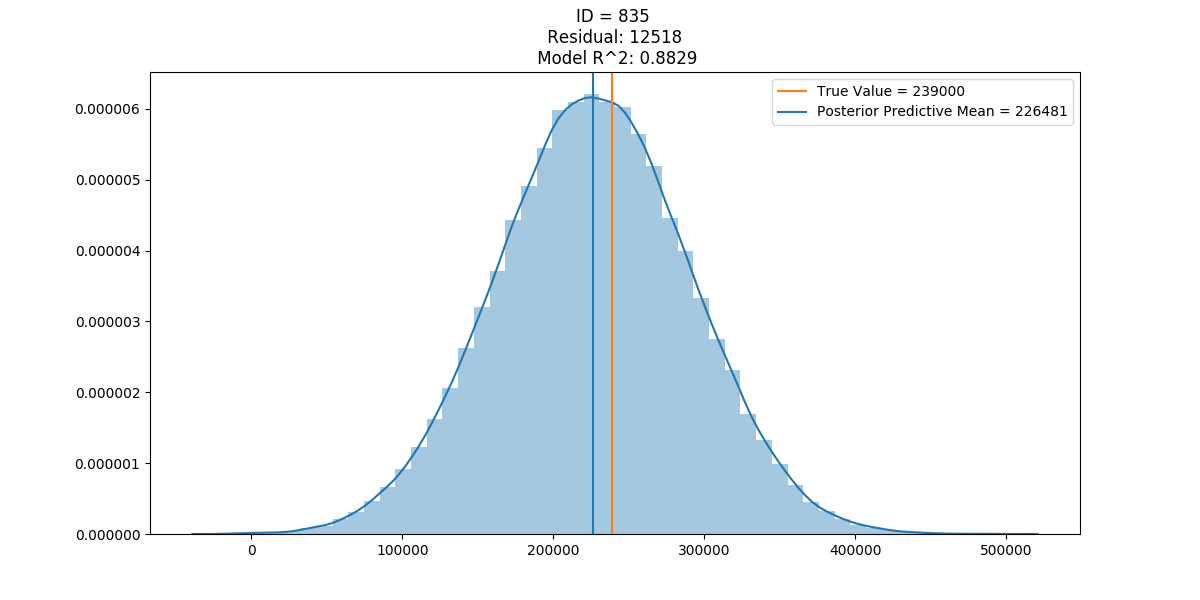 ID = 835
Residual: 12518
Model R^2: 0.8829
True Value = 239000
Posterior Predictive Mean = 226481
0.000006
0.000005
0.000004
0.000003
0.000002
0.000001
0.000000
0 100000 200000 300000 400000 500000